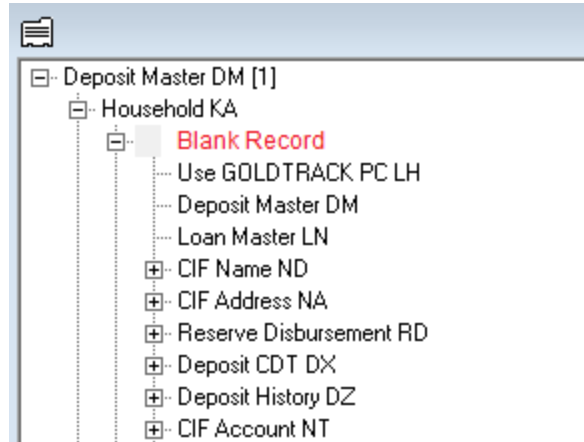 Deposit Master DM [1]
Household KA
Blank Record
Use GOLDTRACK PC LH
Deposit Master DM
Loan Master LN
CIF Name ND
CIF Address NA
Reserve Disbursement RD
Deposit CDT DX
Deposit History DZ
CIF Account NT